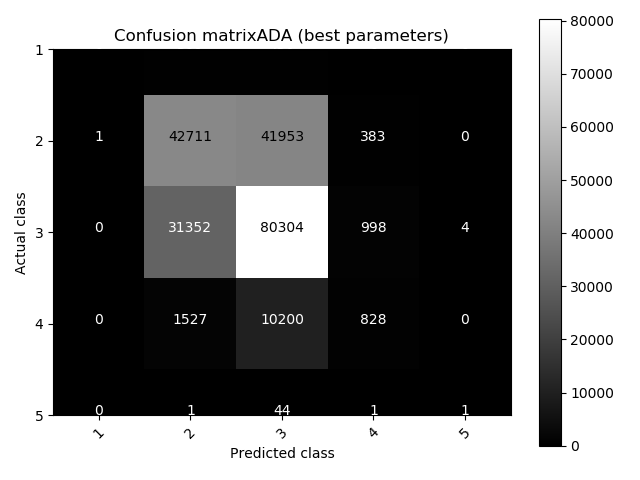 Confusion matrixADA (best parameters)
Actual class
1
2
3
4
5
1 42711 41953 383 0
0 31352 80304 998 4
0 1527 10200 828 0
0 1 44 1 1
1 2 3 4 5
Predicted class
80000
70000
60000
50000
40000
30000
20000
10000
0